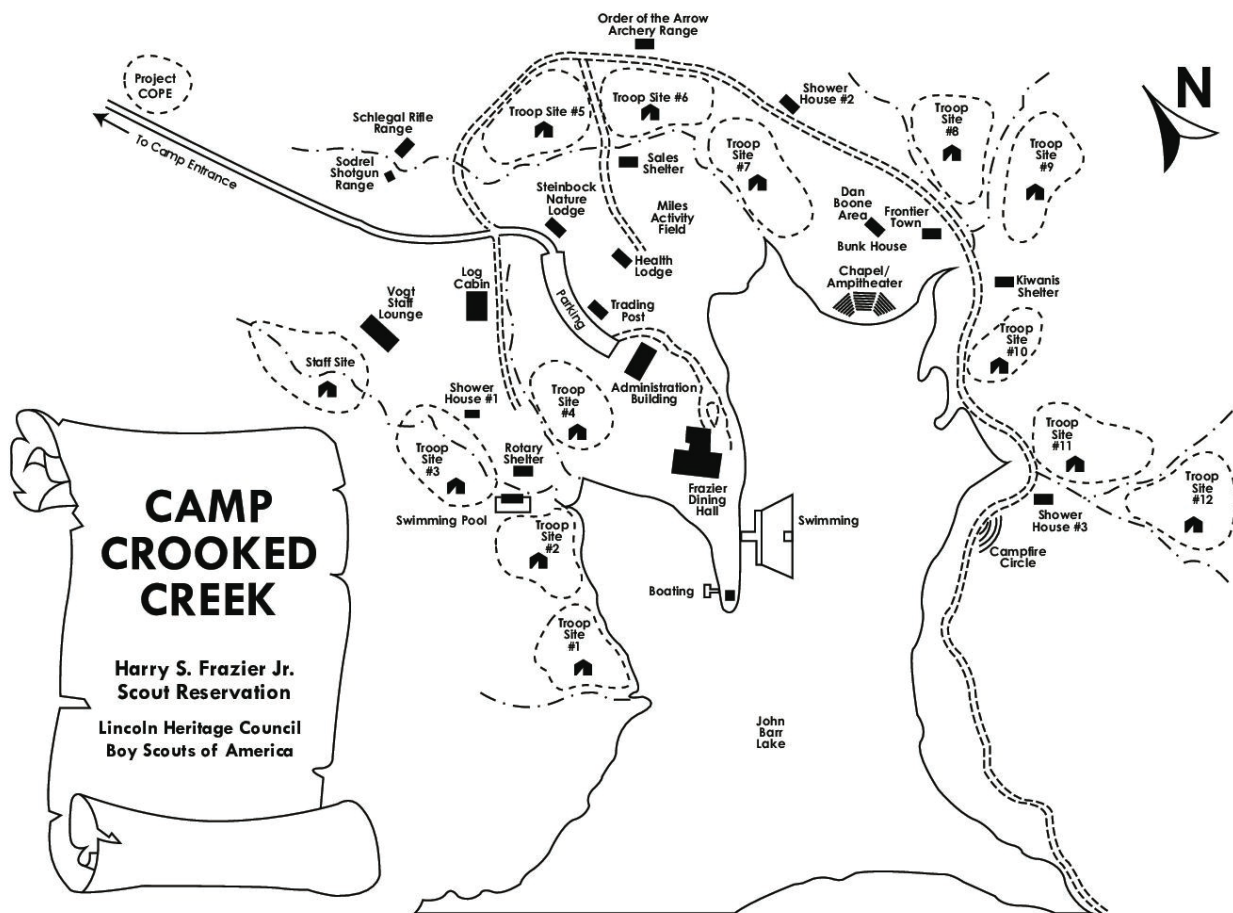 Order of the Arrow
Archery Range
N
Project
COPE
To Camp Entrance
Schlegal Rifle
Range
Sodrel
Shotgun
Range
Troop Site #5
Troop Site #6
Shower
House #2
Troop
Site
#8
Troop
Site
#9
Troop
Site
#7
Sales
Shelter
Steinbock
Nature
Lodge
Miles
Activity
Field
Dan
Boone
Area
Frontier
Town
Bunk House
Health
Lodge
Chapel/
Ampitheater
Kiwanis
Shelter
Log
Cabin
Vogt
Staff
Lounge
Parking
Trading
Post
Troop
Site
#10
Staff Site
Administration
Building
Shower
House #1
Troop
Site
#4
Troop
Site
#3
Rotary
Shelter
Troop
Site
#11
Troop
Site
#12
Frazier
Dining
Hall
Swimming Pool
Swimming
Shower
House #3
Troop
Site
#2
Campfire
Circle
Boating
Troop
Site
#1
John
Barr
Lake
CAMP
CROOKED
CREEK
Harry S. Frazier Jr.
Scout Reservation
Lincoln Heritage Council
Boy Scouts of America